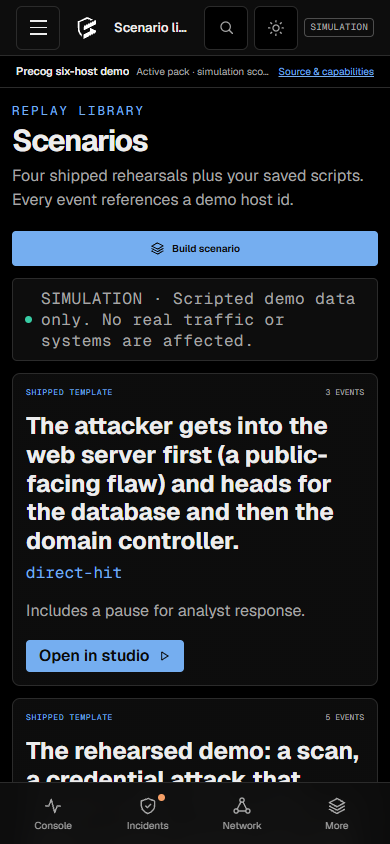 Scenario li...
SIMULATION
Precog six-host demo Active pack · simulation sco... Source & capabilities
REPLAY LIBRARY
Scenarios
Four shipped rehearsals plus your saved scripts.
Every event references a demo host id.
Build scenario
SIMULATION · Scripted demo data
only. No real traffic or
systems are affected.
SHIPPED TEMPLATE 3 EVENTS
The attacker gets into the
web server first (a public-
facing flaw) and heads for
the database and then the
domain controller.
direct-hit
Includes a pause for analyst response.
Open in studio
SHIPPED TEMPLATE 5 EVENTS
The rehearsed demo: a scan,
a credential attack that
Console Incidents Network More